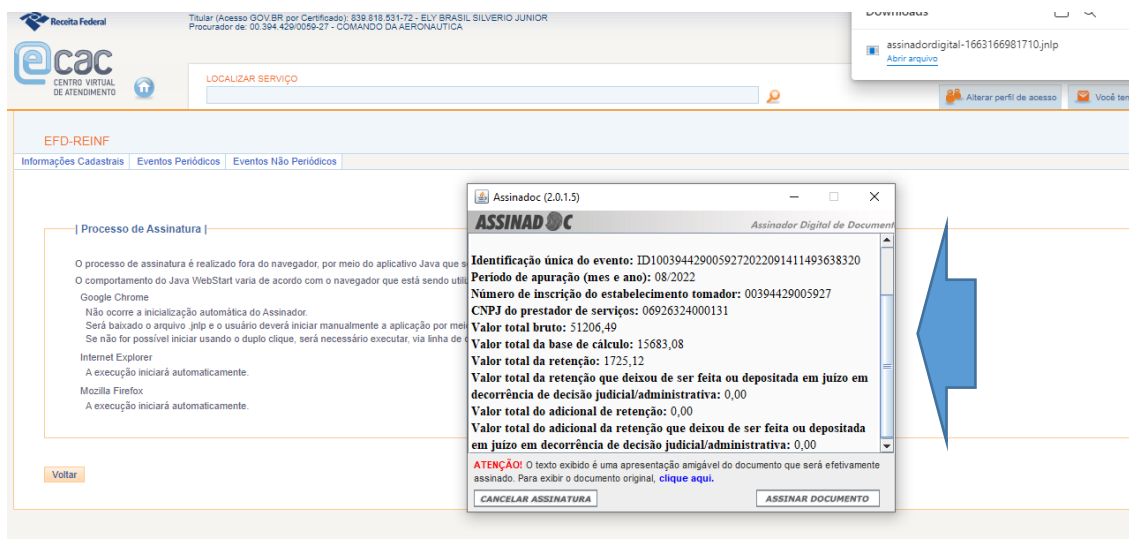 Receita Federal
Titular (Acesso GOV.BR por Certificado): 839.818.531-72 - ELY BRASIL SILVERIO JUNIOR
Procurador de: 00.394.429/0059-27 - COMANDO DA AERONAUTICA
Downloads
assinadordigital-1663166981710.jnlp
Abrir arquivo
ecac
CENTRO VIRTUAL
DE ATENDIMENTO
LOCALIZAR SERVIÇO
Alterar perfil de acesso
Você ten
EFD-REINF
Informações Cadastrais
Eventos Periódicos
Eventos Não Periódicos
| Processo de Assinatura |
O processo de assinatura é realizado fora do navegador, por meio do aplicativo Java que s
O comportamento do Java WebStart varia de acordo com o navegador que está sendo utili
Google Chrome
Não ocorre a inicialização automática do Assinador.
Será baixado o arquivo .jnlp e o usuário deverá iniciar manualmente a aplicação por mei
Se não for possível iniciar usando o duplo clique, será necessário executar, via linha de c
Internet Explorer
A execução iniciará automaticamente.
Mozilla Firefox
A execução iniciará automaticamente.
Voltar
Assinadoc (2.0.1.5)
ASSINADOC
Assinador Digital de Document
Identificação única do evento: ID1003944290059272022091411493638320
Período de apuração (mes e ano): 08/2022
Número de inscrição do estabelecimento tomador: 00394429005927
CNPJ do prestador de serviços: 06926324000131
Valor total bruto: 51206,49
Valor total da base de cálculo: 15683,08
Valor total da retenção: 1725,12
Valor total da retenção que deixou de ser feita ou depositada em juízo em
decorrência de decisão judicial/administrativa: 0,00
Valor total do adicional de retenção: 0,00
Valor total do adicional da retenção que deixou de ser feita ou depositada
em juízo em decorrência de decisão judicial/administrativa: 0,00
ATENÇÃO! O texto exibido é uma apresentação amigável do documento que será efetivamente
assinado. Para exibir o documento original, clique aqui.
CANCELAR ASSINATURA
ASSINAR DOCUMENTO